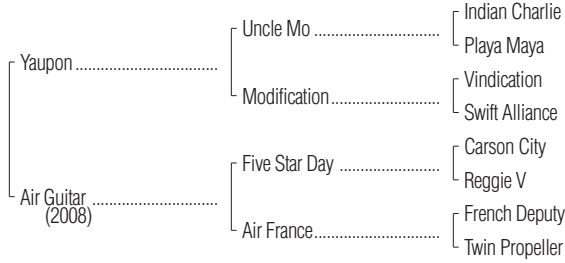 Indian Charlie
Uncle Mo
Playa Maya
Yaupon
Vindication
Modification
Swift Alliance
Carson City
Five Star Day
Reggie V
Air Guitar
(2008)
French Deputy
Air France
Twin Propeller